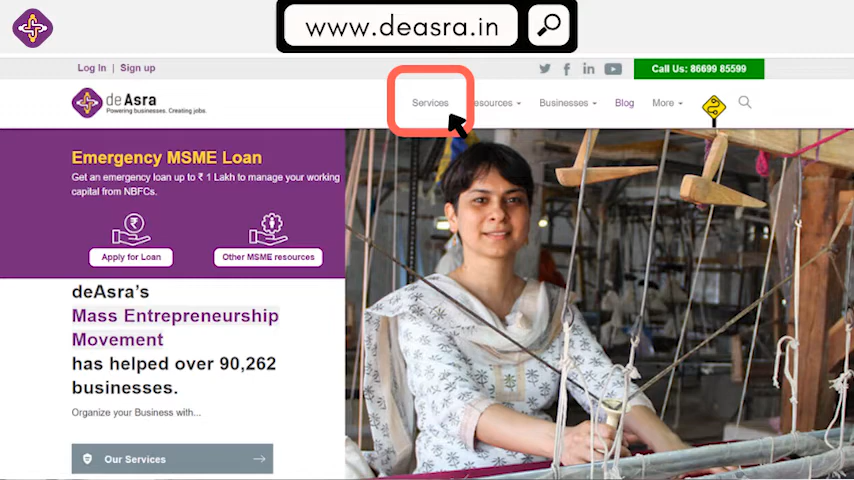 www.deasra.in
Log In | Sign up
Call Us: 86699 85599
deAsra
Powering businesses. Creating jobs.
Services
esources
Businesses
Blog
More
Emergency MSME Loan
Get an emergency loan up to ₹ 1 Lakh to manage your working
capital from NBFCs.
Apply for Loan
Other MSME resources
deAsra’s
Mass Entrepreneurship
Movement
has helped over 90,262
businesses.
Organize your Business with...
Our Services